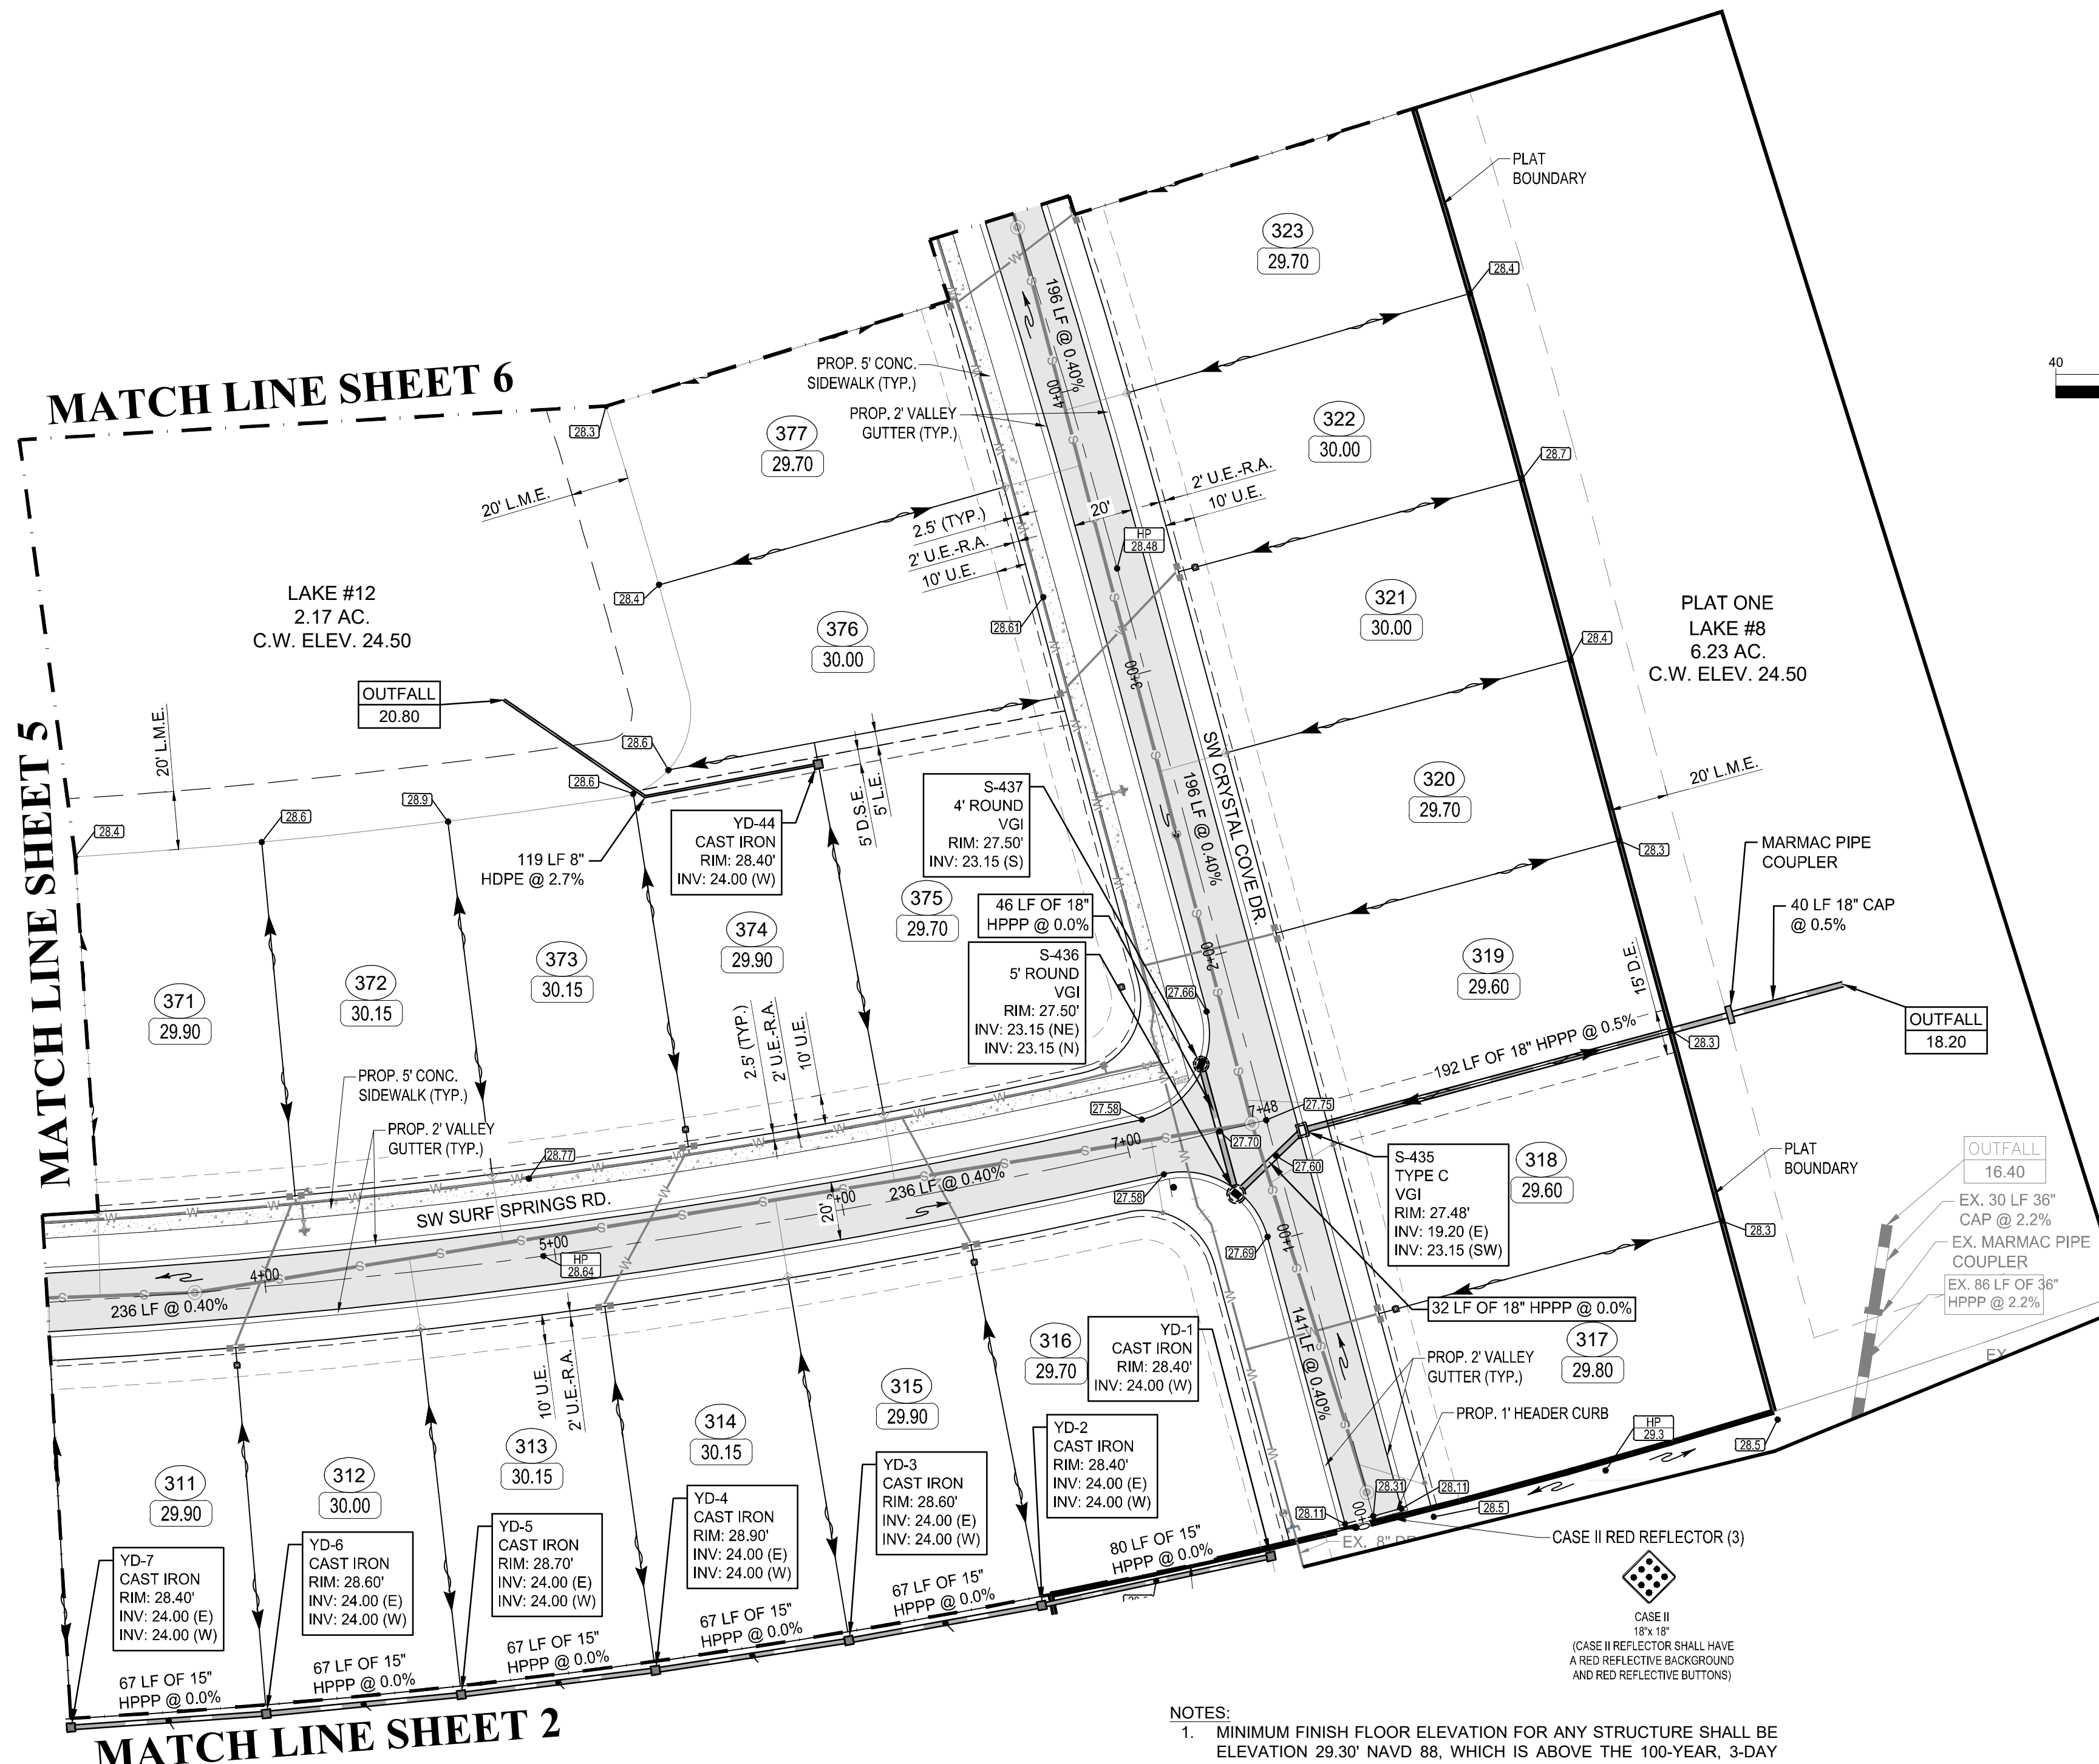 MATCH LINE SHEET 6
MATCH LINE SHEET 5
MATCH LINE SHEET 2
PLAT
BOUNDARY
323
29.70
28.4
40
196 LF @ 0.40%
4+00
PROP. 5' CONC.
SIDEWALK (TYP.)
PROP. 2' VALLEY
GUTTER (TYP.)
377
29.70
28.3
20' L.M.E.
322
30.00
28.7
2' U.E.-R.A.
10' U.E.
20'
2.5' (TYP.)
2' U.E.-R.A.
10' U.E.
HP
28.48
LAKE #12
2.17 AC.
C.W. ELEV. 24.50
28.4
376
30.00
28.61
321
30.00
28.4
PLAT ONE
LAKE #8
6.23 AC.
C.W. ELEV. 24.50
3+00
OUTFALL
20.80
20' L.M.E.
28.6
28.6
28.9
28.6
28.4
SW CRYSTAL COVE DR.
196 LF @ 0.40%
320
29.70
20' L.M.E.
28.3
5' D.S.E.
5' L.E.
119 LF 8"
HDPE @ 2.7%
YD-44
CAST IRON
RIM: 28.40'
INV: 24.00 (W)
S-437
4' ROUND
VGI
RIM: 27.50'
INV: 23.15 (S)
46 LF OF 18"
HPPP @ 0.0%
S-436
5' ROUND
VGI
RIM: 27.50'
INV: 23.15 (NE)
INV: 23.15 (N)
MARMAC PIPE
COUPLER
40 LF 18" CAP
@ 0.5%
OUTFALL
18.20
375
29.70
374
29.90
373
30.15
372
30.15
371
29.90
2+00
319
29.60
15' D.E.
192 LF OF 18" HPPP @ 0.5%
28.3
2.5' (TYP.)
2' U.E.-R.A.
10' U.E.
27.66
PROP. 5' CONC.
SIDEWALK (TYP.)
PROP. 2' VALLEY
GUTTER (TYP.)
28.77
27.58
7+48
27.75
27.70
27.60
7+00
S-435
TYPE C
VGI
RIM: 27.48'
INV: 19.20 (E)
INV: 23.15 (SW)
318
29.60
PLAT
BOUNDARY
OUTFALL
16.40
EX. 30 LF 36"
CAP @ 2.2%
EX. MARMAC PIPE
COUPLER
EX. 86 LF OF 36"
HPPP @ 2.2%
EX.
28.3
SW SURF SPRINGS RD.
236 LF @ 0.40%
20'
5+00
HP
28.64
4+00
236 LF @ 0.40%
27.58
27.69
1+00
32 LF OF 18" HPPP @ 0.0%
141 LF @ 0.40%
317
29.80
PROP. 2' VALLEY
GUTTER (TYP.)
PROP. 1' HEADER CURB
316
29.70
YD-1
CAST IRON
RIM: 28.40'
INV: 24.00 (W)
315
29.90
10' U.E.
2' U.E.-R.A.
314
30.15
313
30.15
312
30.00
311
29.90
YD-2
CAST IRON
RIM: 28.40'
INV: 24.00 (E)
INV: 24.00 (W)
YD-3
CAST IRON
RIM: 28.60'
INV: 24.00 (E)
INV: 24.00 (W)
YD-4
CAST IRON
RIM: 28.90'
INV: 24.00 (E)
INV: 24.00 (W)
YD-5
CAST IRON
RIM: 28.70'
INV: 24.00 (E)
INV: 24.00 (W)
YD-6
CAST IRON
RIM: 28.60'
INV: 24.00 (E)
INV: 24.00 (W)
YD-7
CAST IRON
RIM: 28.40'
INV: 24.00 (E)
INV: 24.00 (W)
HP
29.3
28.5
28.5
28.31
28.11
28.11
0+00
EX. 8"
80 LF OF 15"
HPPP @ 0.0%
67 LF OF 15"
HPPP @ 0.0%
67 LF OF 15"
HPPP @ 0.0%
67 LF OF 15"
HPPP @ 0.0%
67 LF OF 15"
HPPP @ 0.0%
67 LF OF 15"
HPPP @ 0.0%
CASE II RED REFLECTOR (3)
CASE II
18"x 18"
(CASE II REFLECTOR SHALL HAVE
A RED REFLECTIVE BACKGROUND
AND RED REFLECTIVE BUTTONS)
NOTES:
1. MINIMUM FINISH FLOOR ELEVATION FOR ANY STRUCTURE SHALL BE
ELEVATION 29.30' NAVD 88, WHICH IS ABOVE THE 100-YEAR, 3-DAY